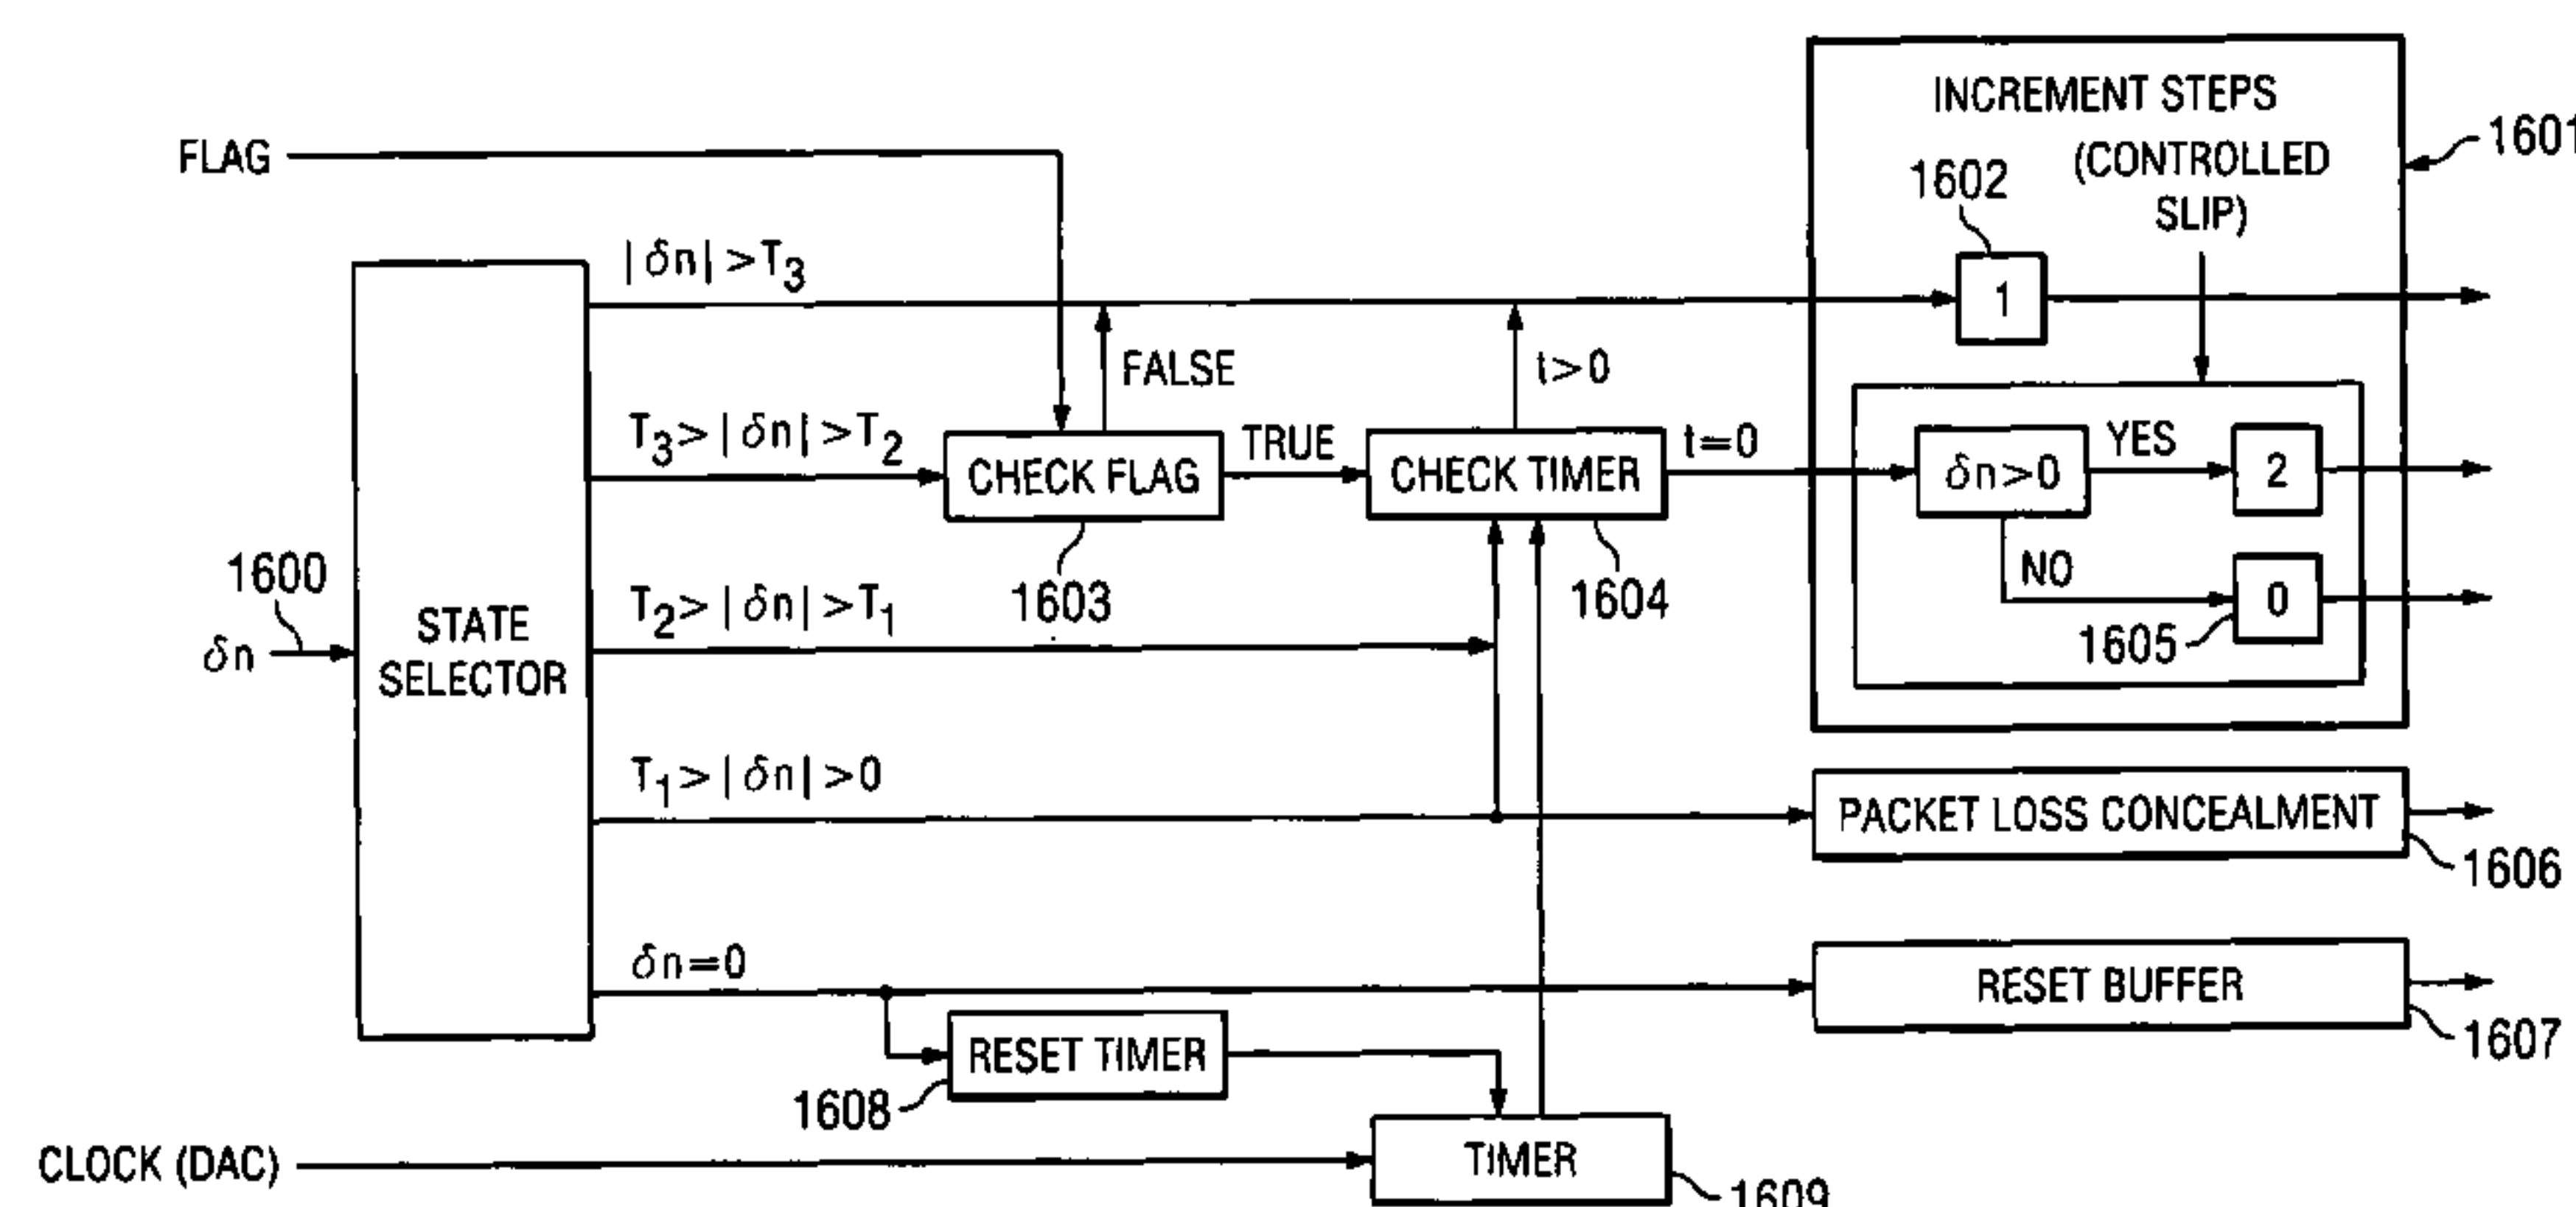 INCREMENT STEPS
(CONTROLLED
SLIP)
1601
1602
FLAG
|δn|>T3
1
FALSE
t>0
T3>|δn|>T2
CHECK FLAG
TRUE
CHECK TIMER
t=0
δn>0
YES
2
NO
0
1603
1604
1605
1600
δn
STATE
SELECTOR
T2>|δn|>T1
T1>|δn|>0
PACKET LOSS CONCEALMENT
1606
δn=0
RESET BUFFER
1607
RESET TIMER
1608
CLOCK (DAC)
TIMER
1609